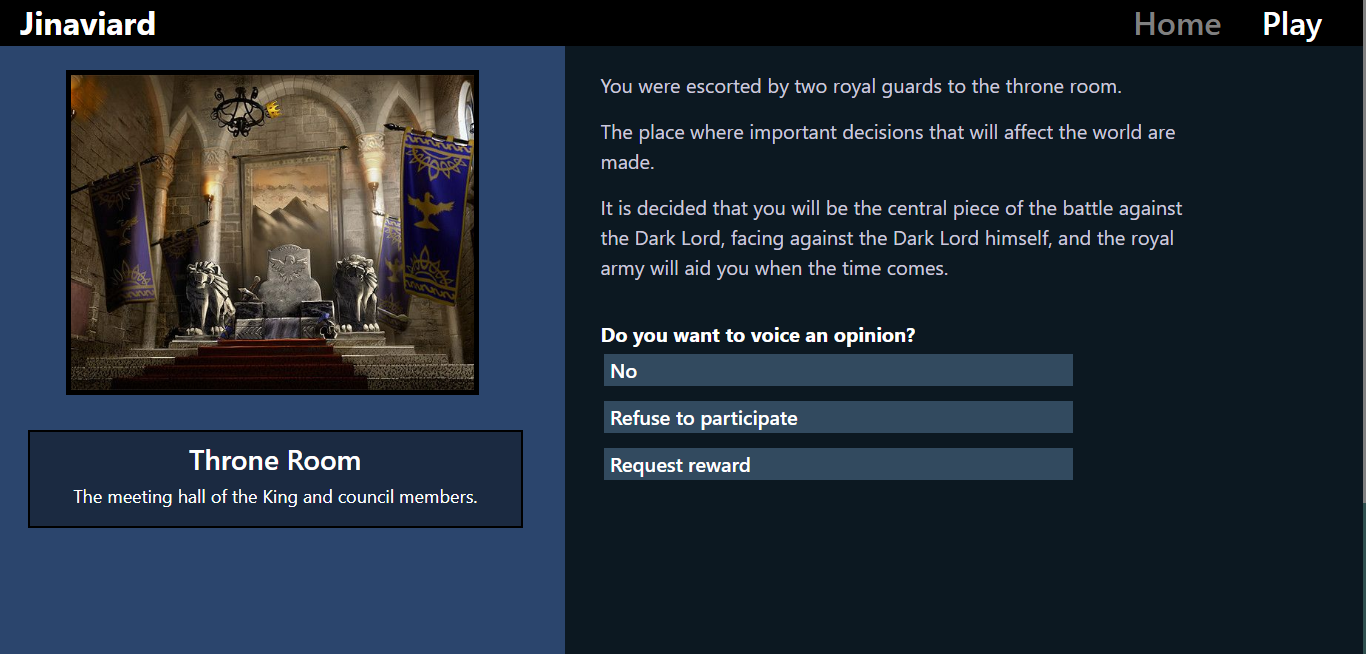 Jinaviard
Home
Play
Throne Room
The meeting hall of the King and council members.
You were escorted by two royal guards to the throne room.
The place where important decisions that will affect the world are
made.
It is decided that you will be the central piece of the battle against
the Dark Lord, facing against the Dark Lord himself, and the royal
army will aid you when the time comes.
Do you want to voice an opinion?
No
Refuse to participate
Request reward